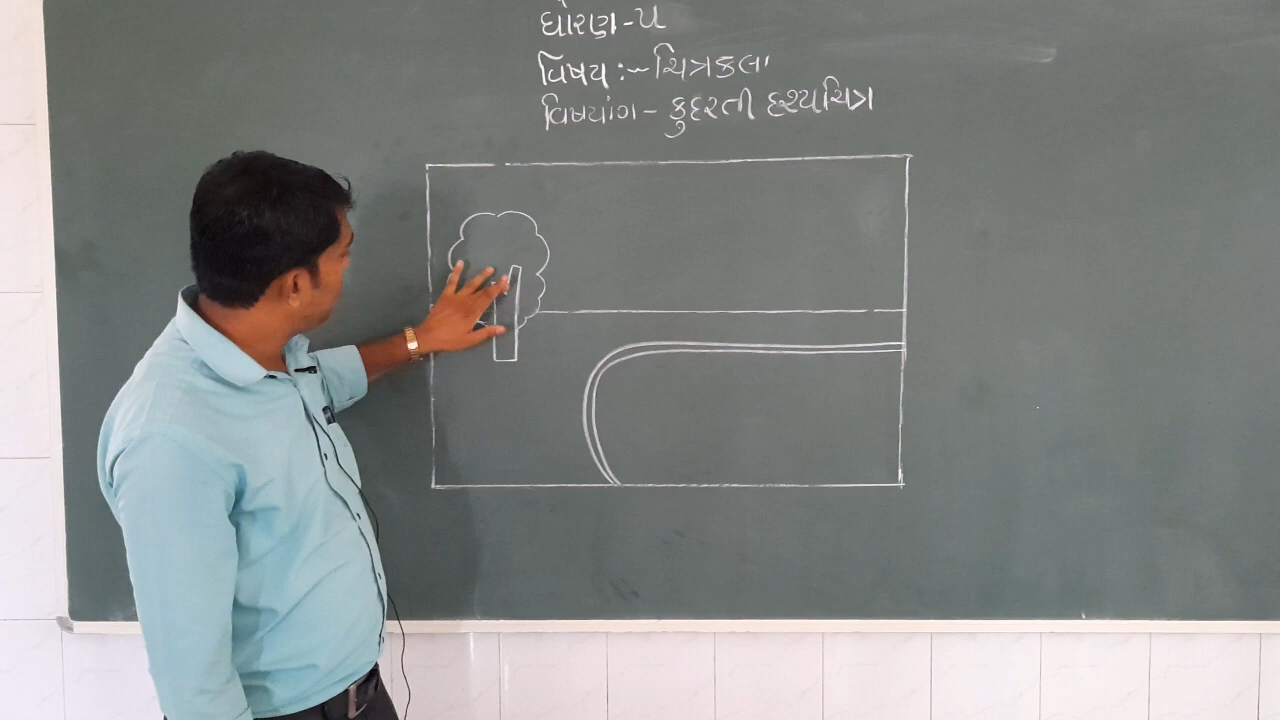 ધોરણ-૫
વિષય :- ચિત્રકલા
વિષયાંગ - કુદરતી દૃશ્યચિત્ર